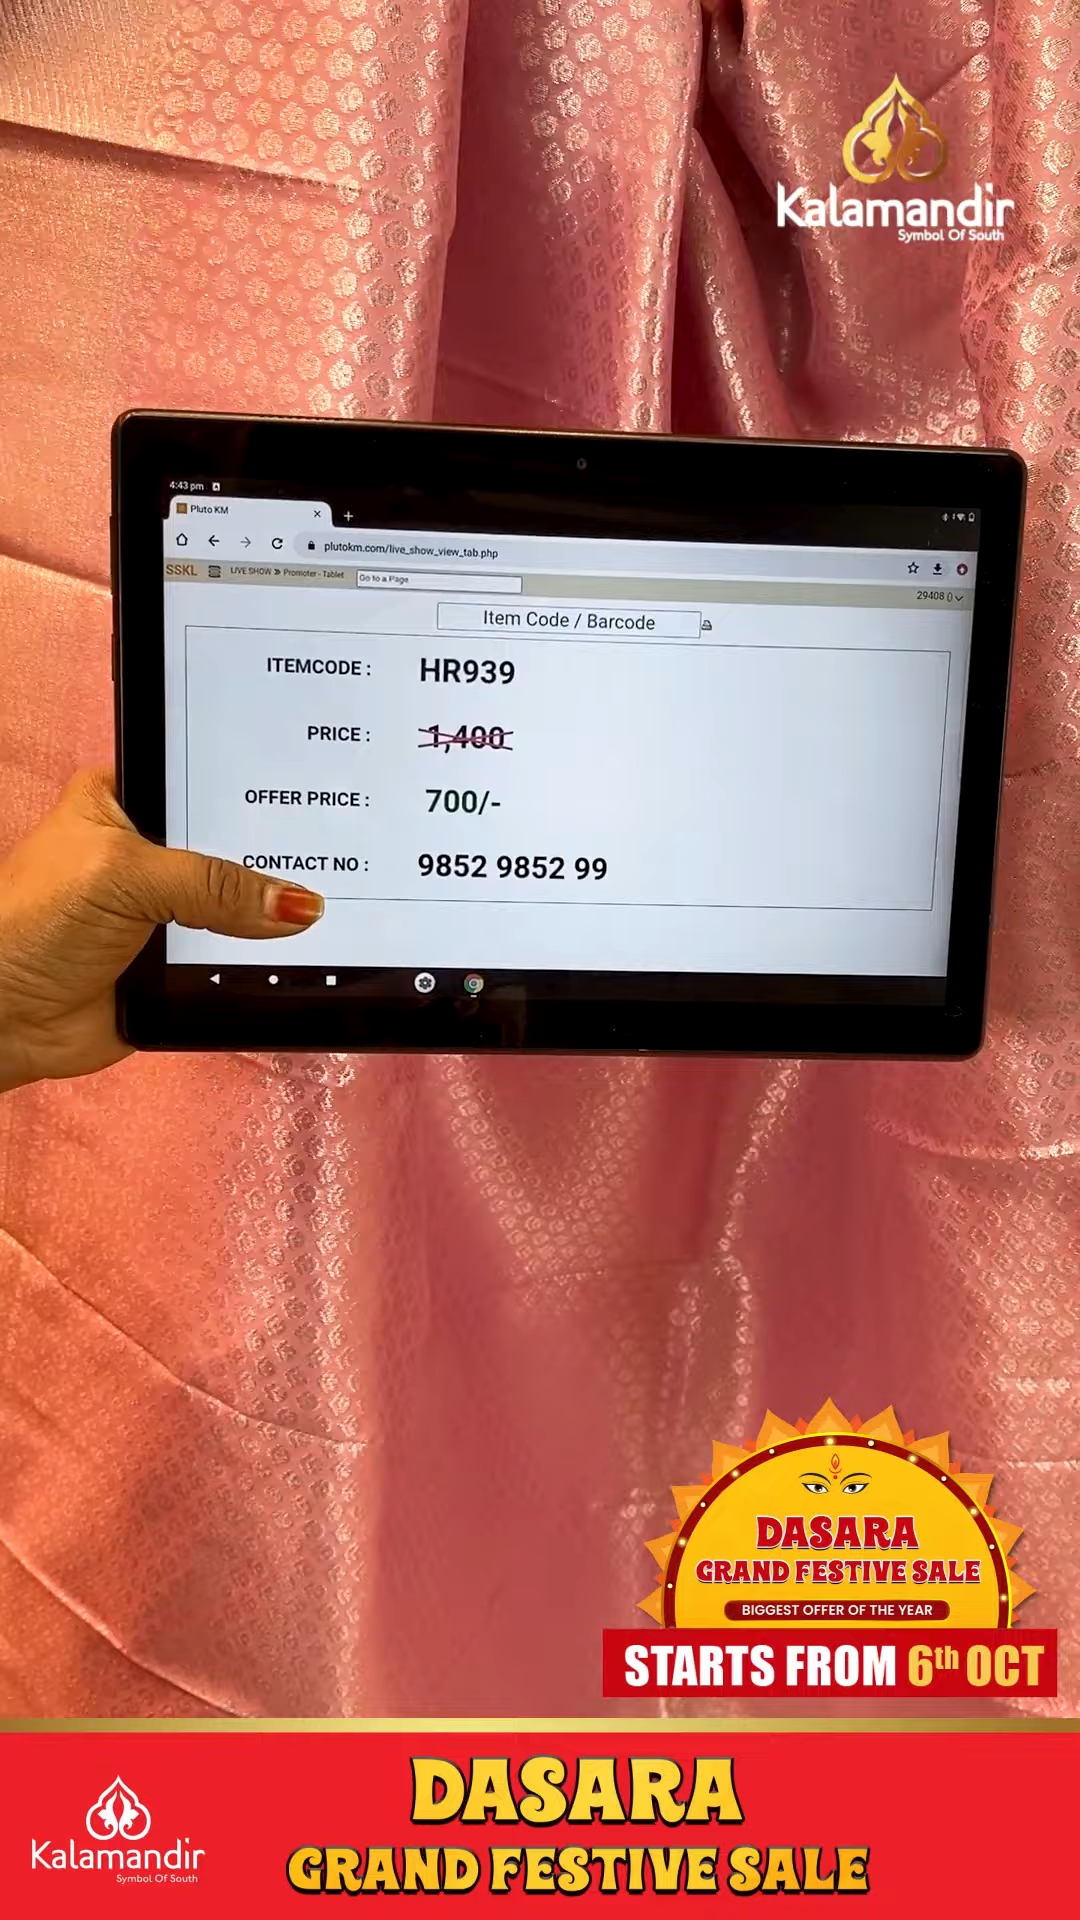 Kalamandir
Symbol Of South
4:43 pm
Pluto KM
plutokm.com/live_show_view_tab.php
SSKL
LIVE SHOW » Promoter - Tablet
Go to a Page
29408 ()
Item Code / Barcode
ITEMCODE : HR939
PRICE : 1,400
OFFER PRICE : 700/-
CONTACT NO : 9852 9852 99
DASARA
GRAND FESTIVE SALE
BIGGEST OFFER OF THE YEAR
STARTS FROM 6th OCT
Kalamandir
Symbol Of South
DASARA
GRAND FESTIVE SALE